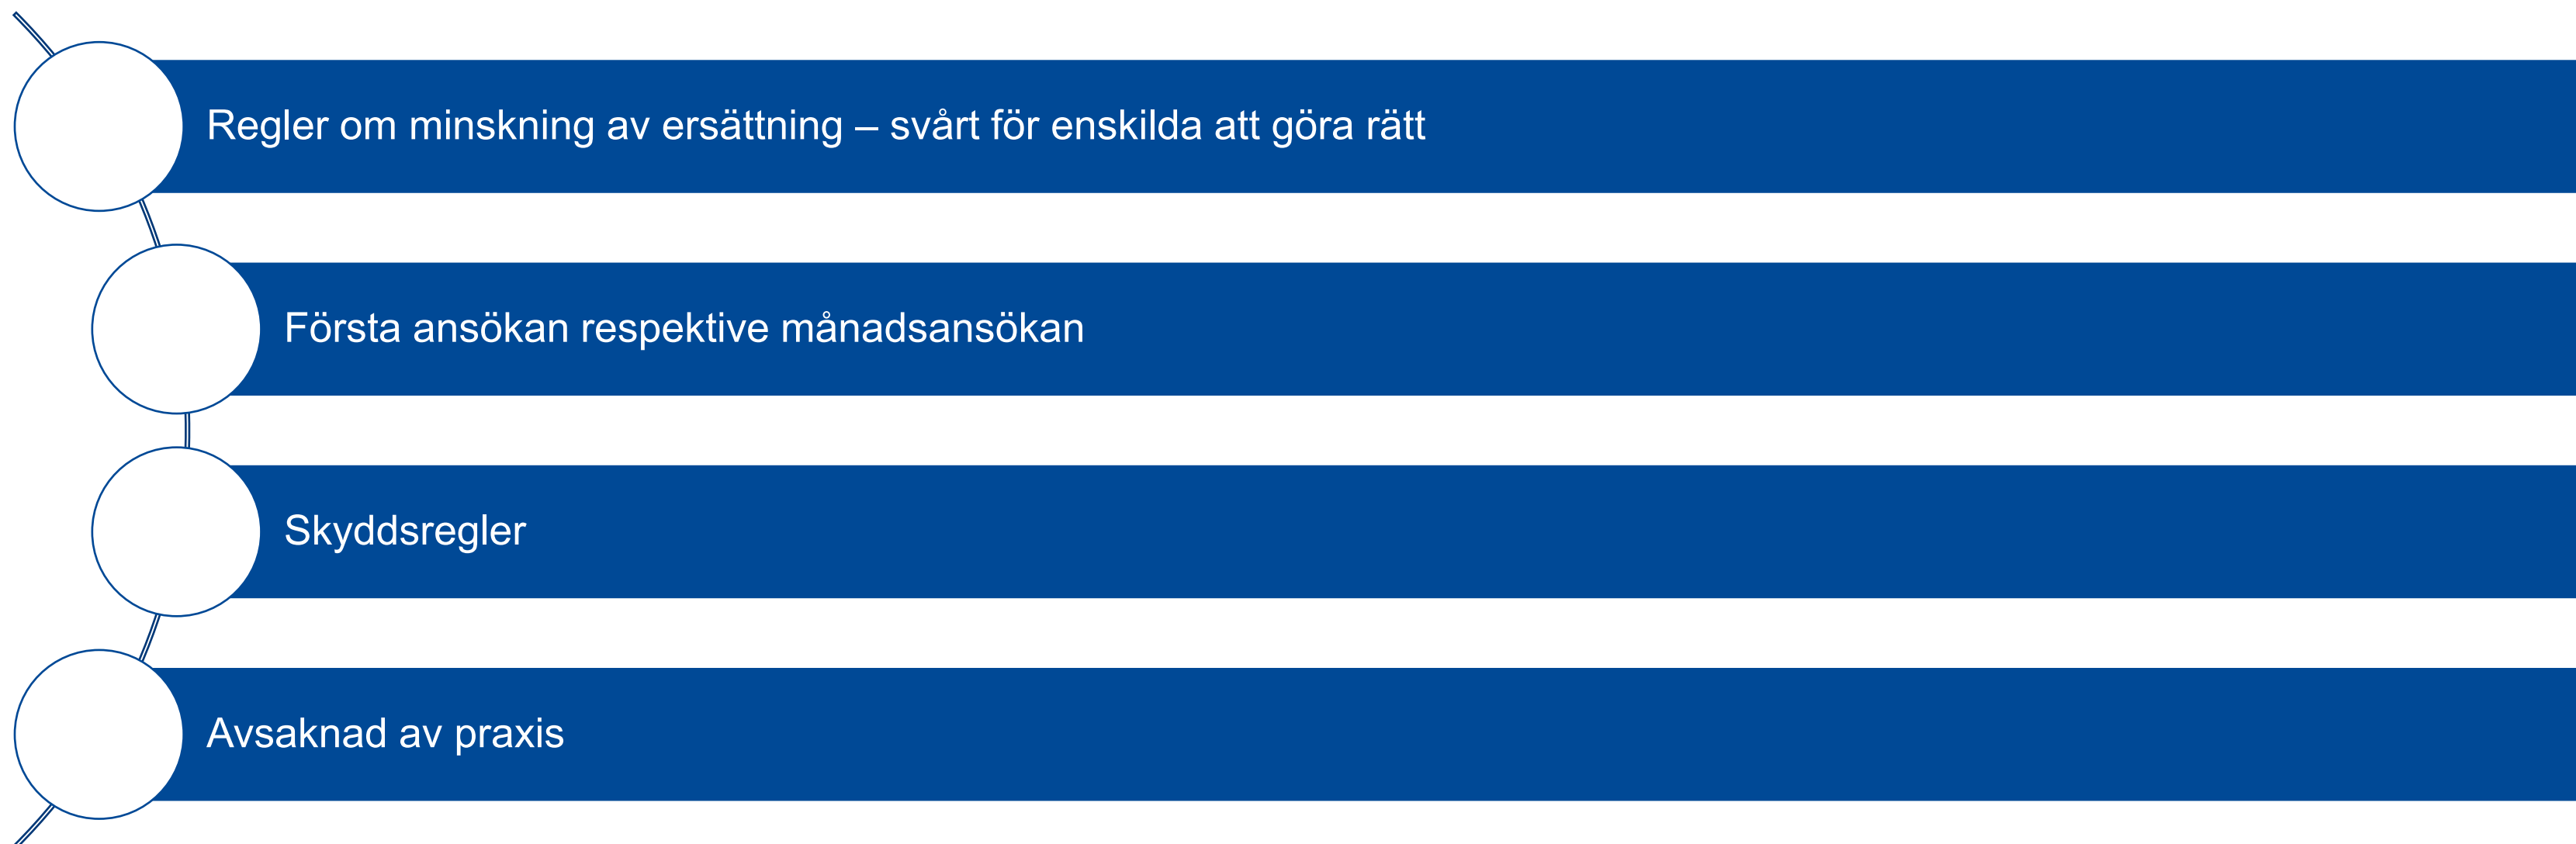 Regler om minskning av ersättning – svårt för enskilda att göra rätt
Första ansökan respektive månadsansökan
Skyddsregler
Avsaknad av praxis